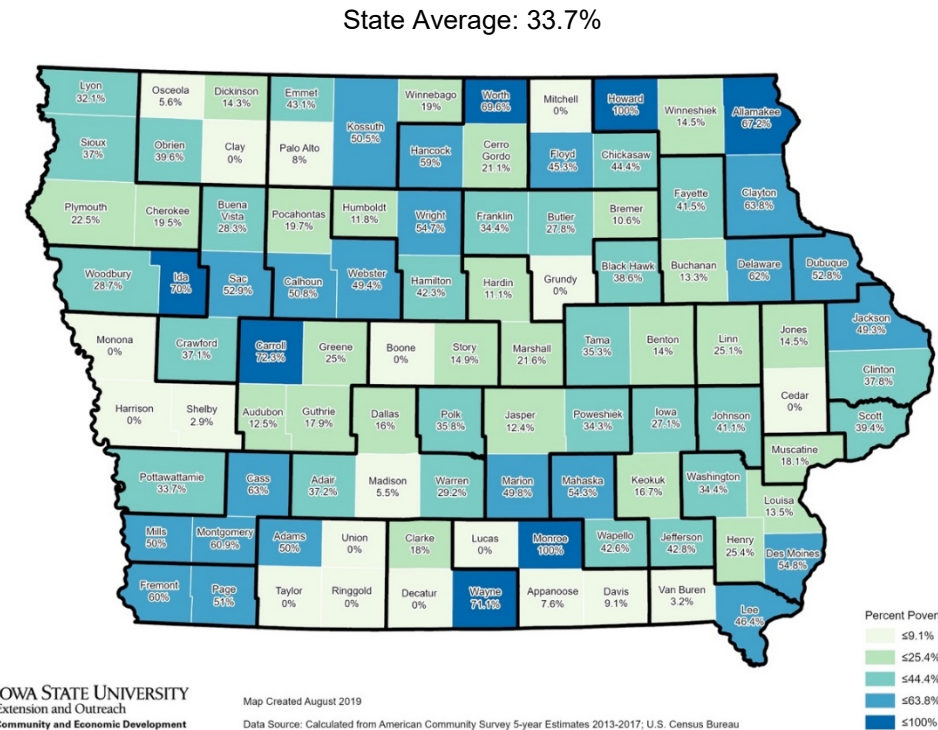 State Average: 33.7%
Lyon
32.1%
Osceola
5.6%
Dickinson
14.3%
Emmet
43.1%
Kossuth
50.5%
Winnebago
19%
Worth
69.6%
Mitchell
0%
Howard
100%
Winneshiek
14.5%
Allamakee
67.2%
Sioux
37%
Obrien
39.6%
Clay
0%
Palo Alto
8%
Hancock
59%
Cerro
Gordo
21.1%
Floyd
45.3%
Chickasaw
44.4%
Plymouth
22.5%
Cherokee
19.5%
Buena
Vista
28.3%
Pocahontas
19.7%
Humboldt
11.8%
Wright
54.7%
Franklin
34.4%
Butler
27.8%
Bremer
10.6%
Fayette
41.5%
Clayton
63.8%
Woodbury
28.7%
Ida
70%
Sac
52.9%
Calhoun
50.8%
Webster
49.4%
Hamilton
42.3%
Hardin
11.1%
Grundy
0%
Black Hawk
38.6%
Buchanan
13.3%
Delaware
62%
Dubuque
52.8%
Monona
0%
Crawford
37.1%
Carroll
72.3%
Greene
25%
Boone
0%
Story
14.9%
Marshall
21.6%
Tama
35.3%
Benton
14%
Linn
25.1%
Jones
14.5%
Jackson
49.3%
Clinton
37.8%
Harrison
0%
Shelby
2.9%
Audubon
12.5%
Guthrie
17.9%
Dallas
16%
Polk
35.8%
Jasper
12.4%
Poweshiek
34.3%
Iowa
27.1%
Johnson
41.1%
Cedar
0%
Scott
39.4%
Muscatine
18.1%
Pottawattamie
33.7%
Cass
63%
Adair
37.2%
Madison
5.5%
Warren
29.2%
Marion
49.8%
Mahaska
54.3%
Keokuk
16.7%
Washington
34.4%
Louisa
13.5%
Mills
50%
Montgomery
60.9%
Adams
50%
Union
0%
Clarke
18%
Lucas
0%
Monroe
100%
Wapello
42.6%
Jefferson
42.8%
Henry
25.4%
Des Moines
54.8%
Fremont
60%
Page
51%
Taylor
0%
Ringgold
0%
Decatur
0%
Wayne
71.1%
Appanoose
7.6%
Davis
9.1%
Van Buren
3.2%
Lee
46.4%
Percent Pover
≤9.1%
≤25.4%
≤44.4%
≤63.8%
≤100%
OWA STATE UNIVERSITY
Extension and Outreach
Community and Economic Development
Map Created August 2019
Data Source: Calculated from American Community Survey 5-year Estimates 2013-2017; U.S. Census Bureau